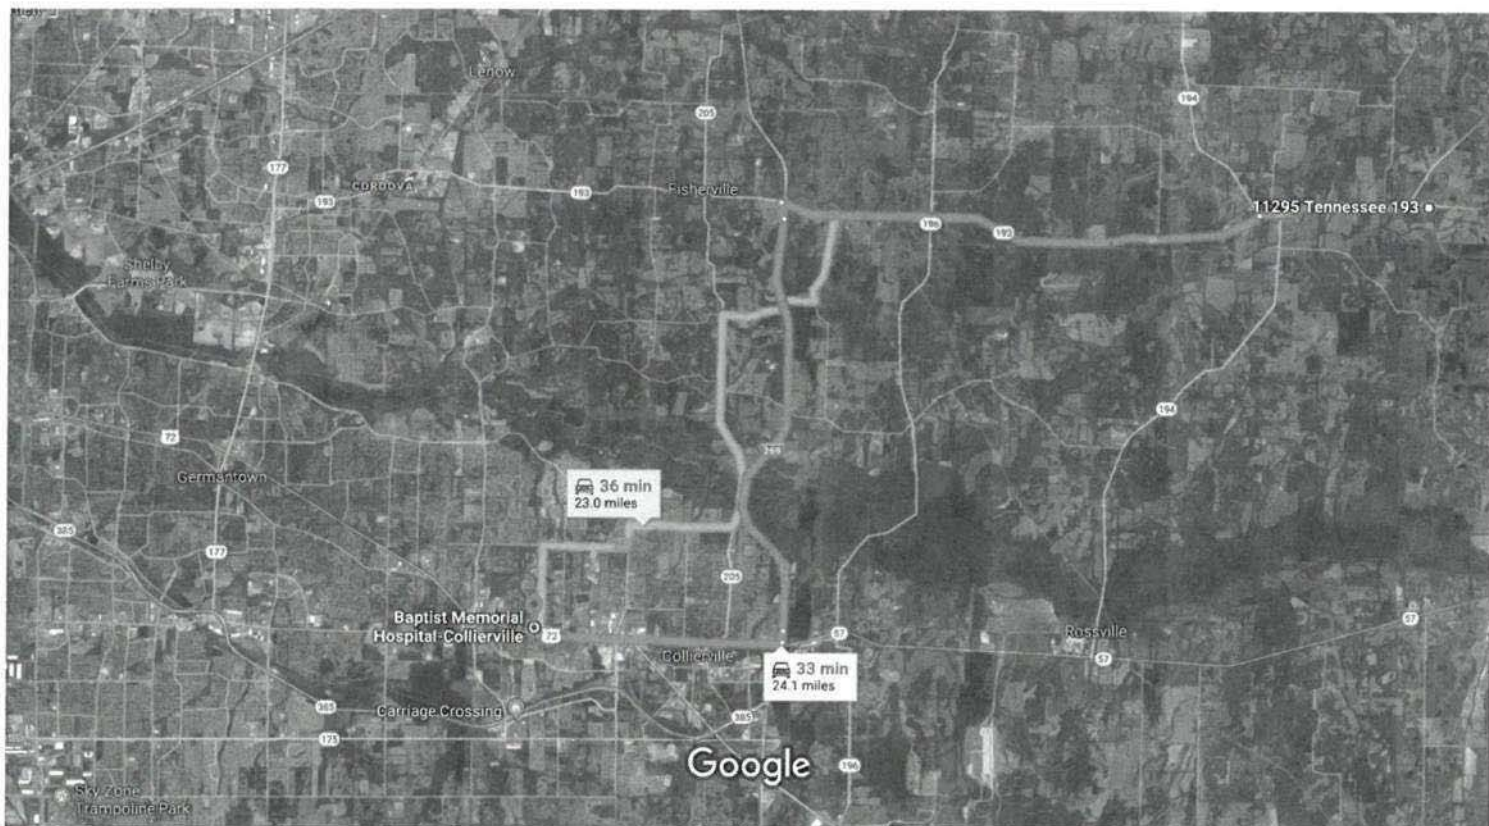 Lenow
205
194
177
CORDOVA
193
193
Fisherville
11295 Tennessee 193
196
193
Shelby
Farms Park
194
72
269
Germantown
36 min
23.0 miles
385
177
205
Baptist Memorial
Hospital-Collierville
72
57
57
Rossville
Collierville
57
33 min
24.1 miles
385
Carriage Crossing
385
175
Google
196
Sky Zone
Trampoline Park